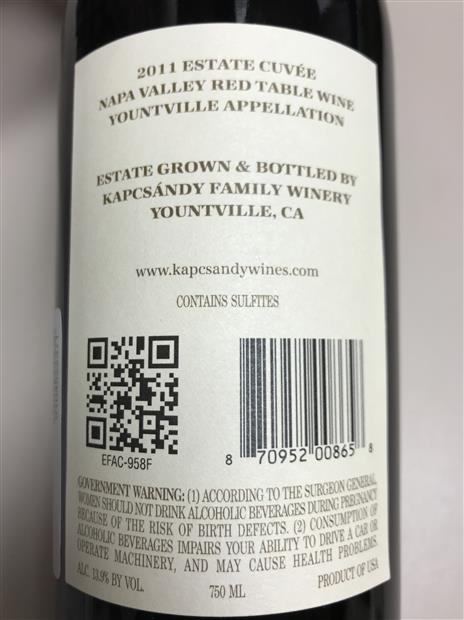 2011 ESTATE CUVÉE
NAPA VALLEY RED TABLE WINE
YOUNTVILLE APPELLATION
ESTATE GROWN & BOTTLED BY
KAPCSÁNDY FAMILY WINERY
YOUNTVILLE, CA
www.kapcsandywines.com
CONTAINS SULFITES
EFAC-958F
8 70952 00865 8
GOVERNMENT WARNING: (1) ACCORDING TO THE SURGEON GENERAL,
WOMEN SHOULD NOT DRINK ALCOHOLIC BEVERAGES DURING PREGNANCY
BECAUSE OF THE RISK OF BIRTH DEFECTS. (2) CONSUMPTION OF
ALCOHOLIC BEVERAGES IMPAIRS YOUR ABILITY TO DRIVE A CAR OR
OPERATE MACHINERY, AND MAY CAUSE HEALTH PROBLEMS.
ALC. 13.9% BY VOL. 750 ML PRODUCT OF USA